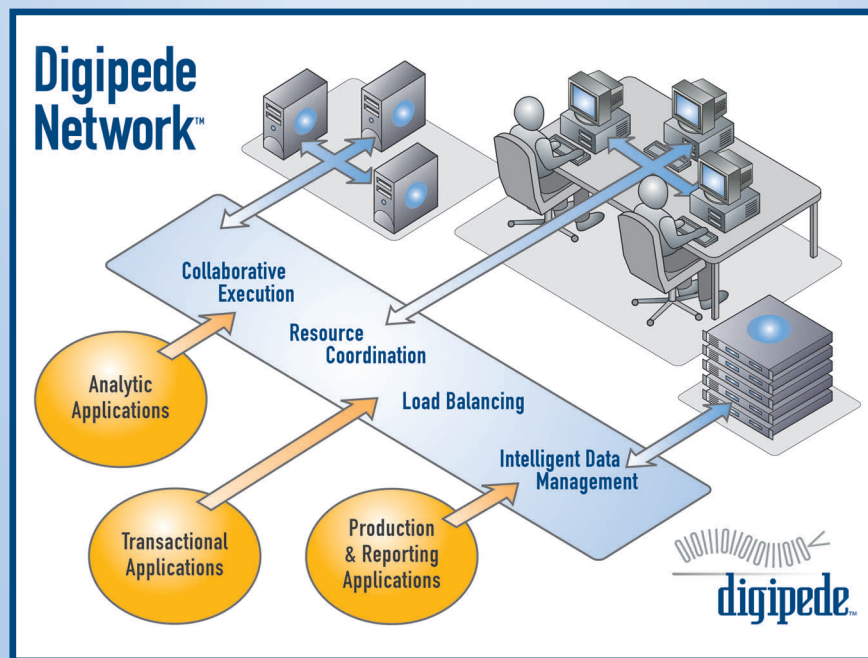 Digipede
Network™
Collaborative
Execution
Resource
Coordination
Load Balancing
Intelligent Data
Management
Analytic
Applications
Transactional
Applications
Production
& Reporting
Applications
digipede™